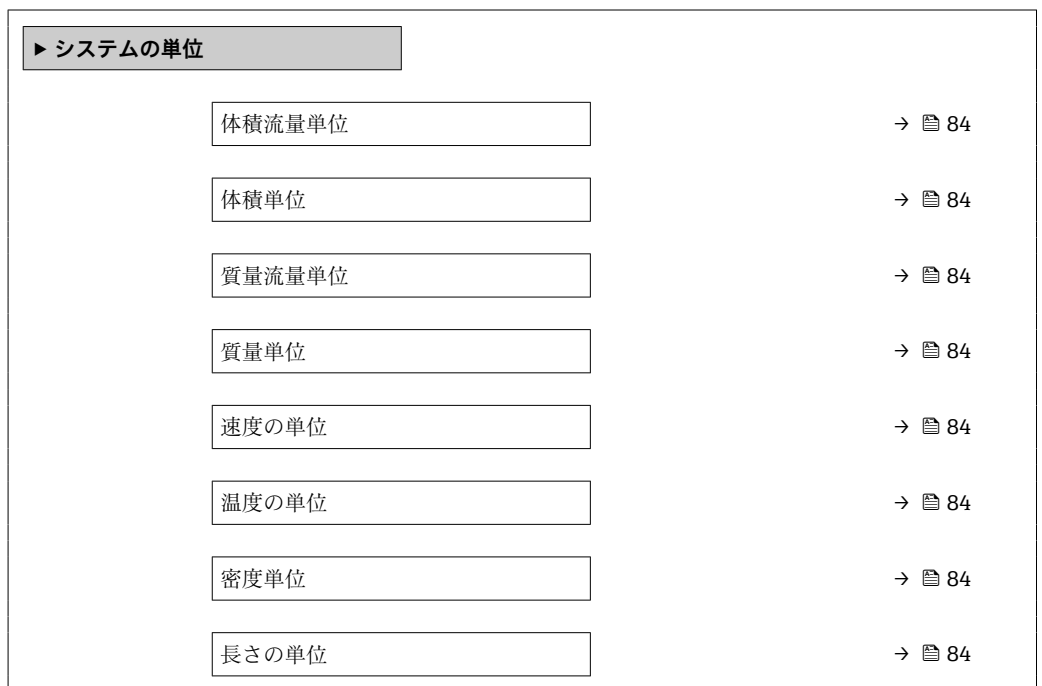 ▶ システムの単位
体積流量単位 → 🖹 84
体積単位 → 🖹 84
質量流量単位 → 🖹 84
質量単位 → 🖹 84
速度の単位 → 🖹 84
温度の単位 → 🖹 84
密度単位 → 🖹 84
長さの単位 → 🖹 84